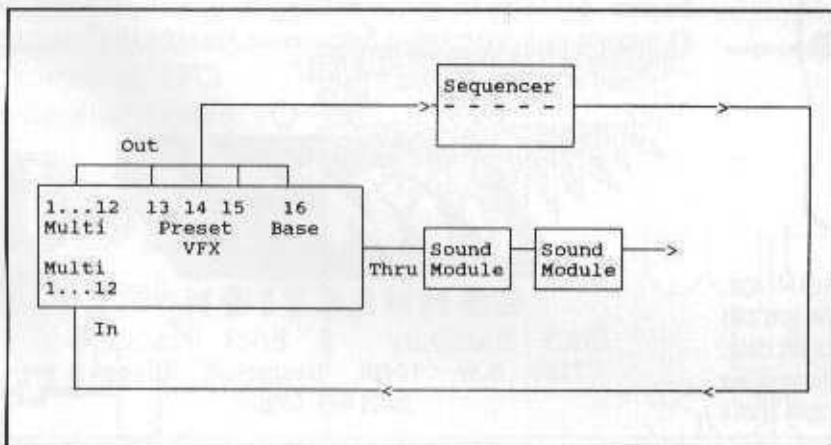 Sequencer
- - - - -
Out
1...12 13 14 15 16
Multi Preset Base
VFX
Multi
1...12
Thru
Sound
Module
Sound
Module
In